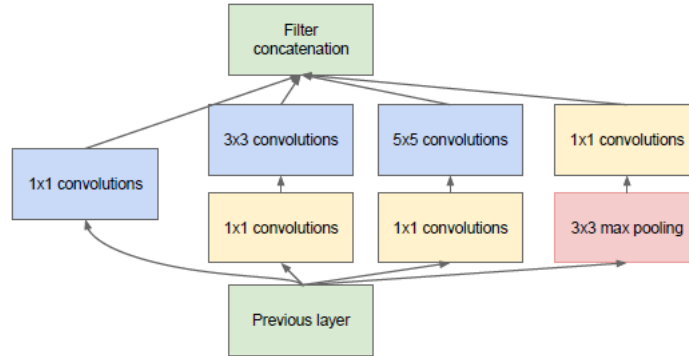 Filter
concatenation
3x3 convolutions
5x5 convolutions
1x1 convolutions
1x1 convolutions
1x1 convolutions
1x1 convolutions
3x3 max pooling
Previous layer